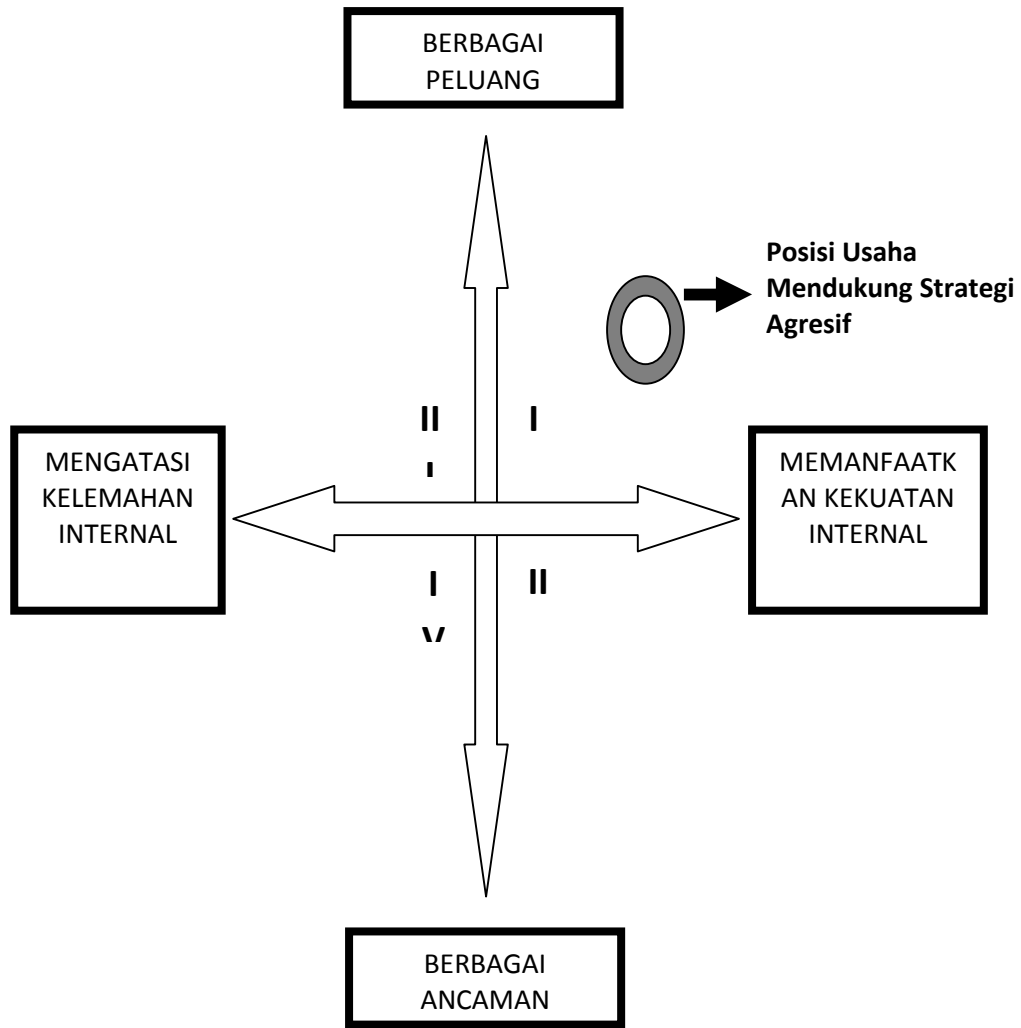 BERBAGAI
PELUANG
Posisi Usaha
Mendukung Strategi
Agresif
II
I
I
MENGATASI
KELEMAHAN
INTERNAL
MEMANFAATK
AN KEKUATAN
INTERNAL
I
V
II
BERBAGAI
ANCAMAN